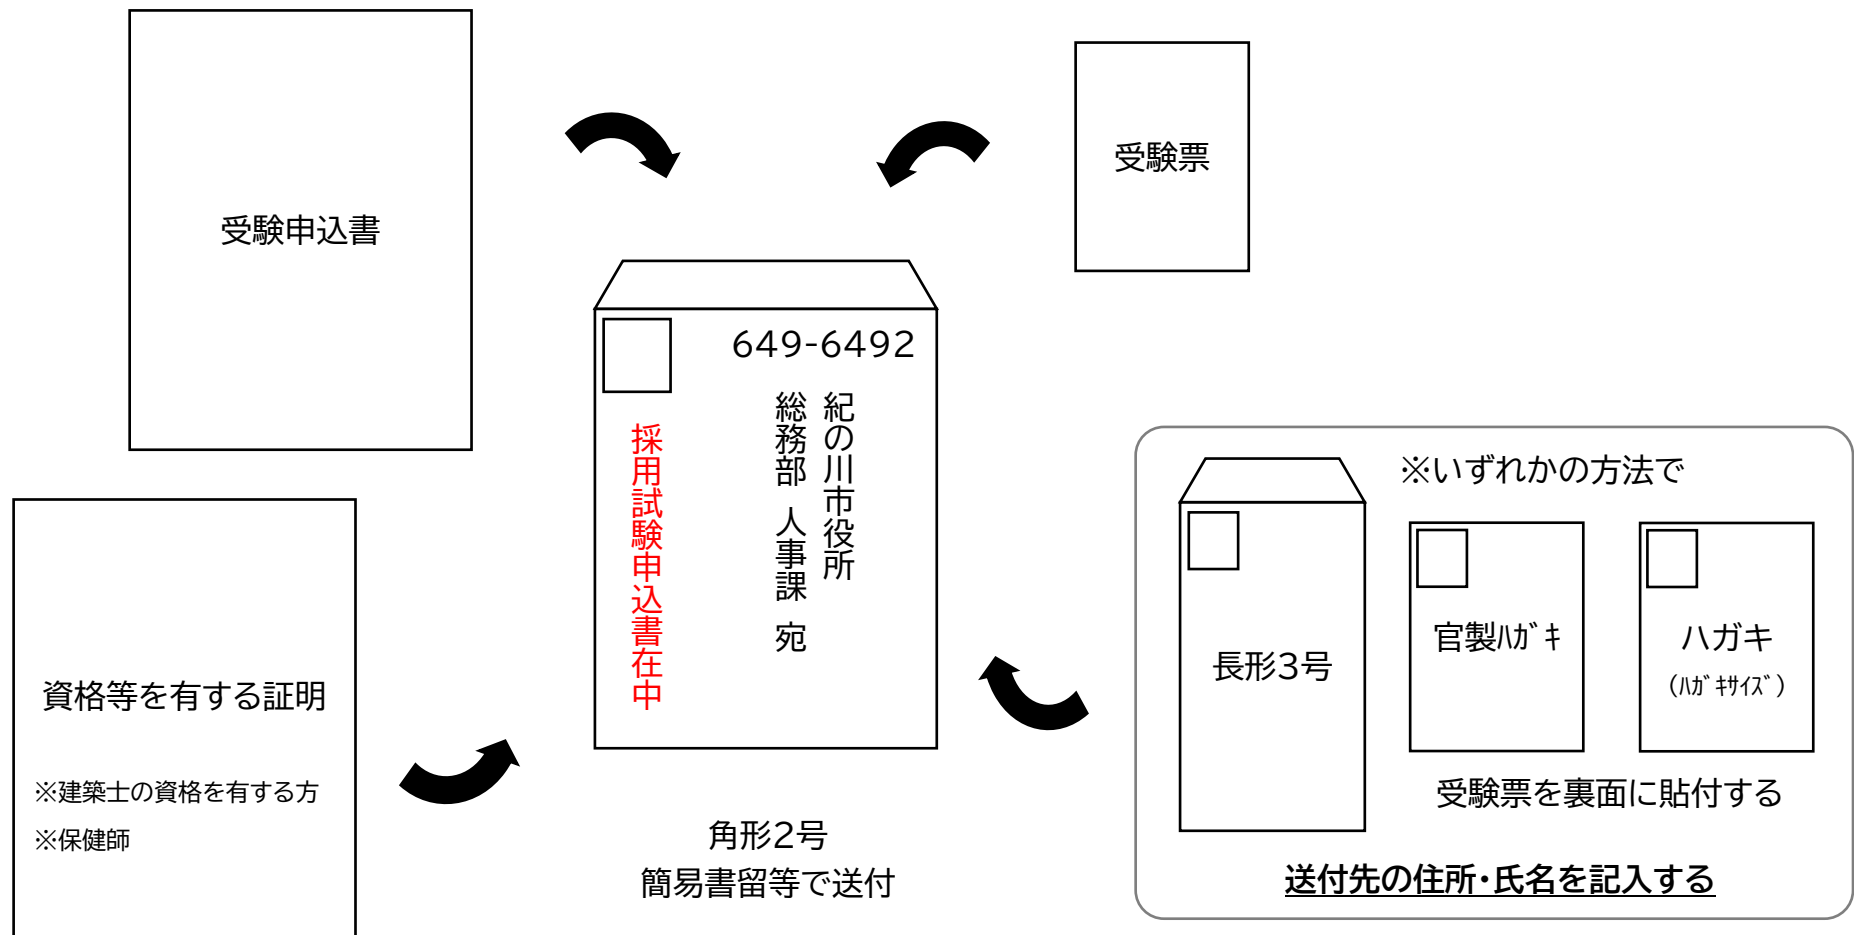 受験申込書
受験票
649-6492
紀の川市役所
総務部 人事課 宛
採用試験申込書在中
資格等を有する証明
※建築士の資格を有する方
※保健師
角形2号
簡易書留等で送付
※いずれかの方法で
長形3号
官製ﾊｶﾞｷ
ハガキ
（ﾊｶﾞｷｻｲｽﾞ）
受験票を裏面に貼付する
送付先の住所・氏名を記入する